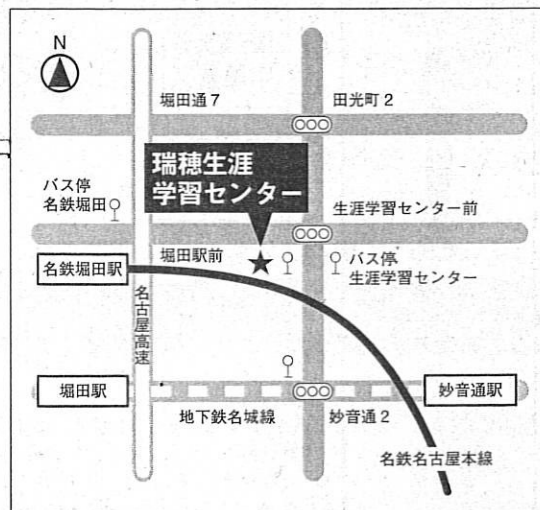 N
堀田通7
田光町2
瑞穂生涯
学習センター
バス停
名鉄堀田
生涯学習センター前
名鉄堀田駅
堀田駅前
バス停
生涯学習センター
名古屋高速
堀田駅
妙音通駅
地下鉄名城線
妙音通2
名鉄名古屋本線